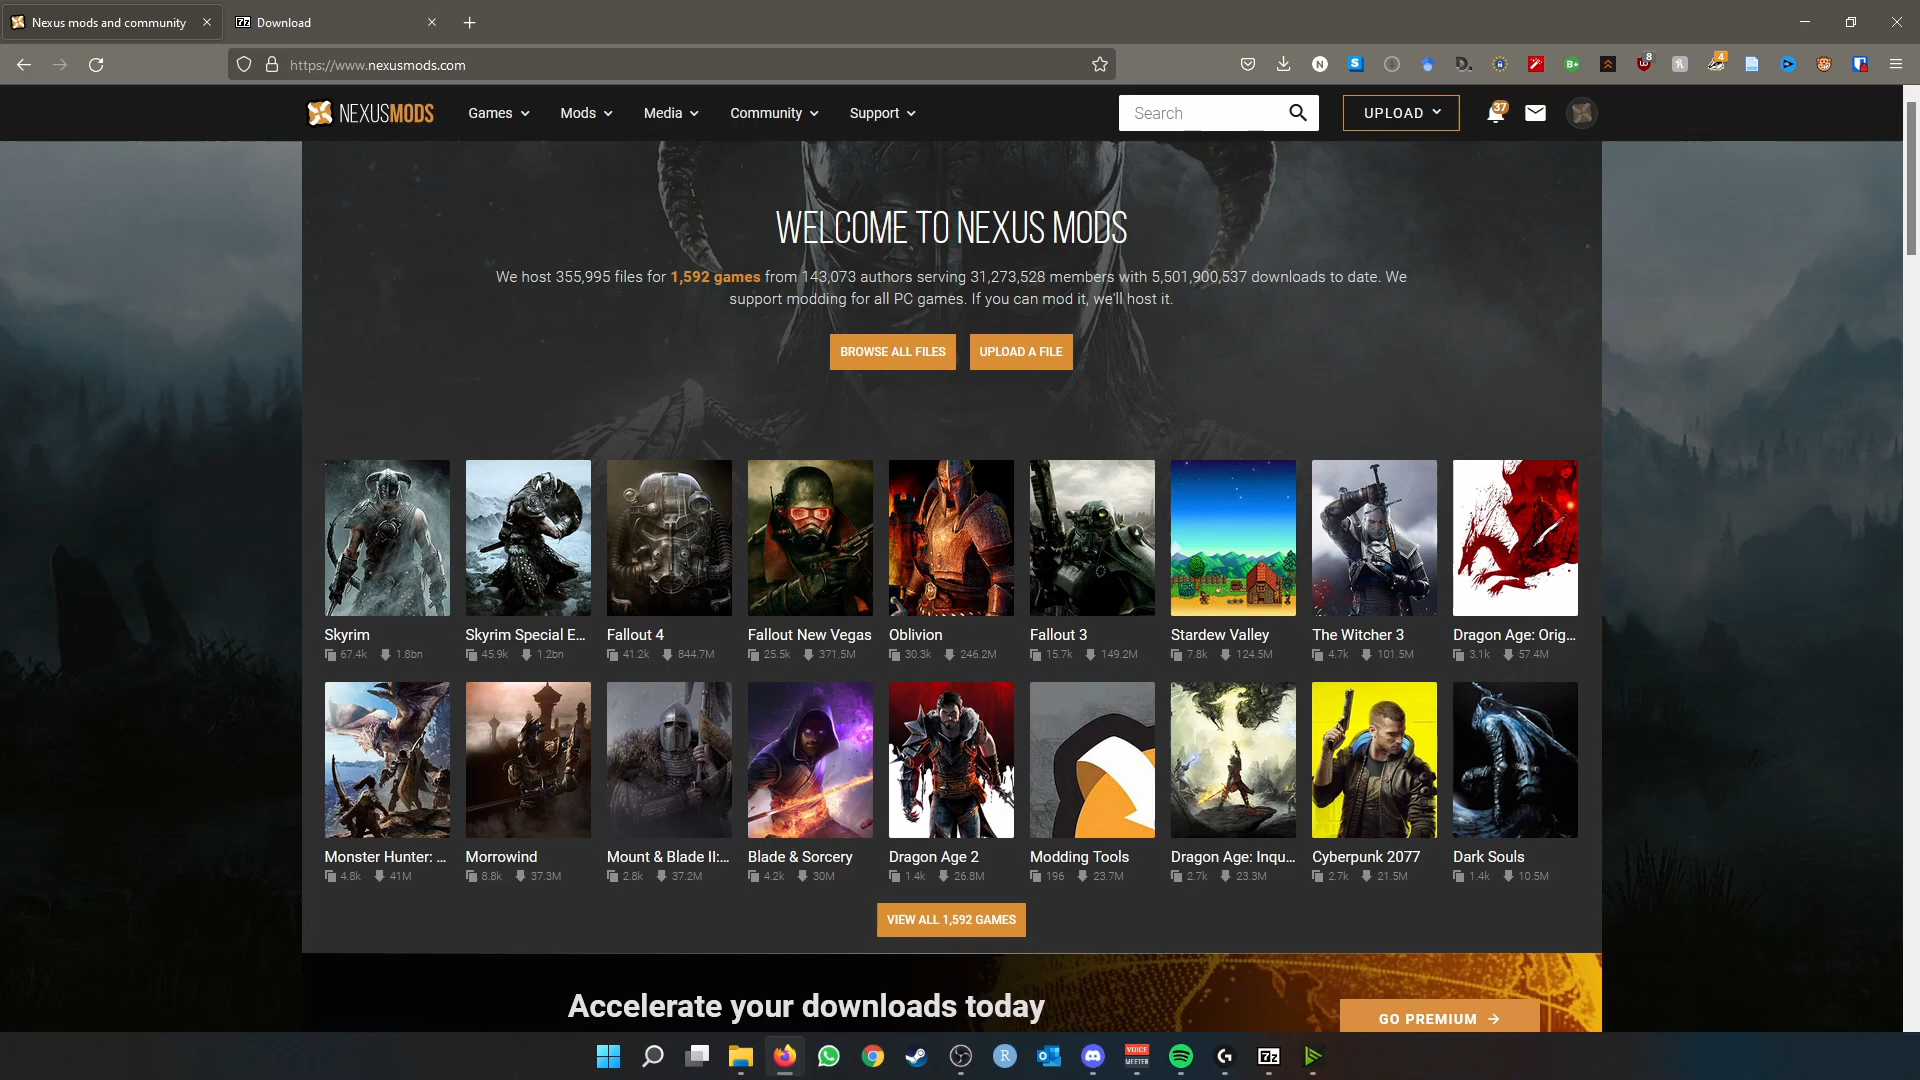 Nexus mods and community
7z Download
https://www.nexusmods.com
N
S
D
B+
8
4
NEXUSMODS
Games
Mods
Media
Community
Support
Search
UPLOAD
37
WELCOME TO NEXUS MODS
We host 355,995 files for 1,592 games from 143,073 authors serving 31,273,528 members with 5,501,900,537 downloads to date. We
support modding for all PC games. If you can mod it, we'll host it.
BROWSE ALL FILES
UPLOAD A FILE
Skyrim
67.4k 1.8bn
Skyrim Special E...
45.9k 1.2bn
Fallout 4
41.2k 844.7M
Fallout New Vegas
25.5k 371.5M
Oblivion
30.3k 246.2M
Fallout 3
15.7k 149.2M
Stardew Valley
7.8k 124.5M
The Witcher 3
4.7k 101.5M
Dragon Age: Orig...
3.1k 57.4M
Monster Hunter: ...
4.8k 41M
Morrowind
8.8k 37.3M
Mount & Blade II:...
2.8k 37.2M
Blade & Sorcery
4.2k 30M
Dragon Age 2
1.4k 26.8M
Modding Tools
196 23.7M
Dragon Age: Inqu...
2.7k 23.3M
Cyberpunk 2077
2.7k 21.5M
Dark Souls
1.4k 10.5M
VIEW ALL 1,592 GAMES
Accelerate your downloads today
GO PREMIUM
R
VOICE
MEETER
7z